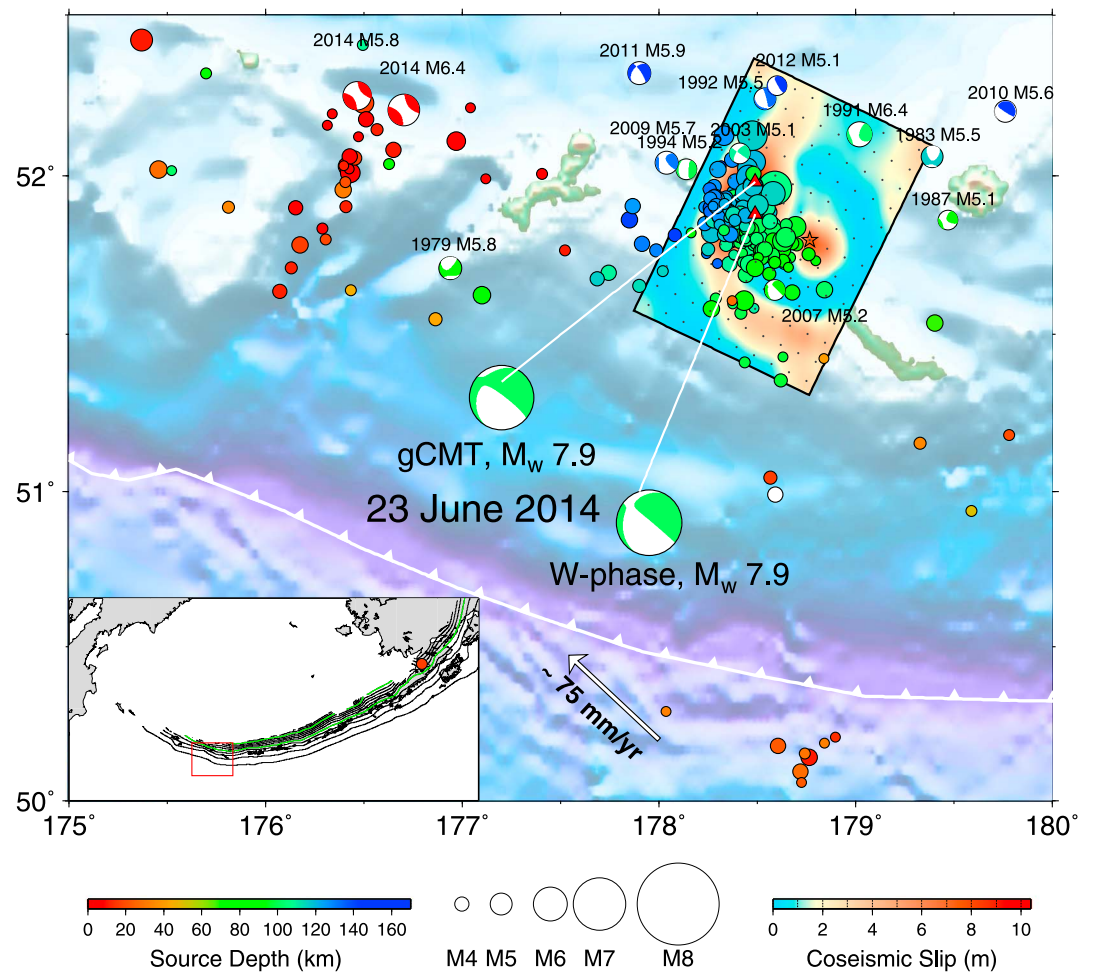 2014 M5.8
2014 M6.4
2011 M5.9
2012 M5.1
1992 M5.5
2010 M5.6
1991 M6.4
2009 M5.7
2003 M5.1
1994 M5.2
1983 M5.5
1987 M5.1
1979 M5.8
2007 M5.2
52˚
51˚
50˚
gCMT, Mw 7.9
23 June 2014
W-phase, Mw 7.9
~ 75 mm/yr
175˚ 176˚ 177˚ 178˚ 179˚ 180˚
0 20 40 60 80 100 120 140 160
Source Depth (km)
M4 M5 M6 M7 M8
0 2 4 6 8 10
Coseismic Slip (m)